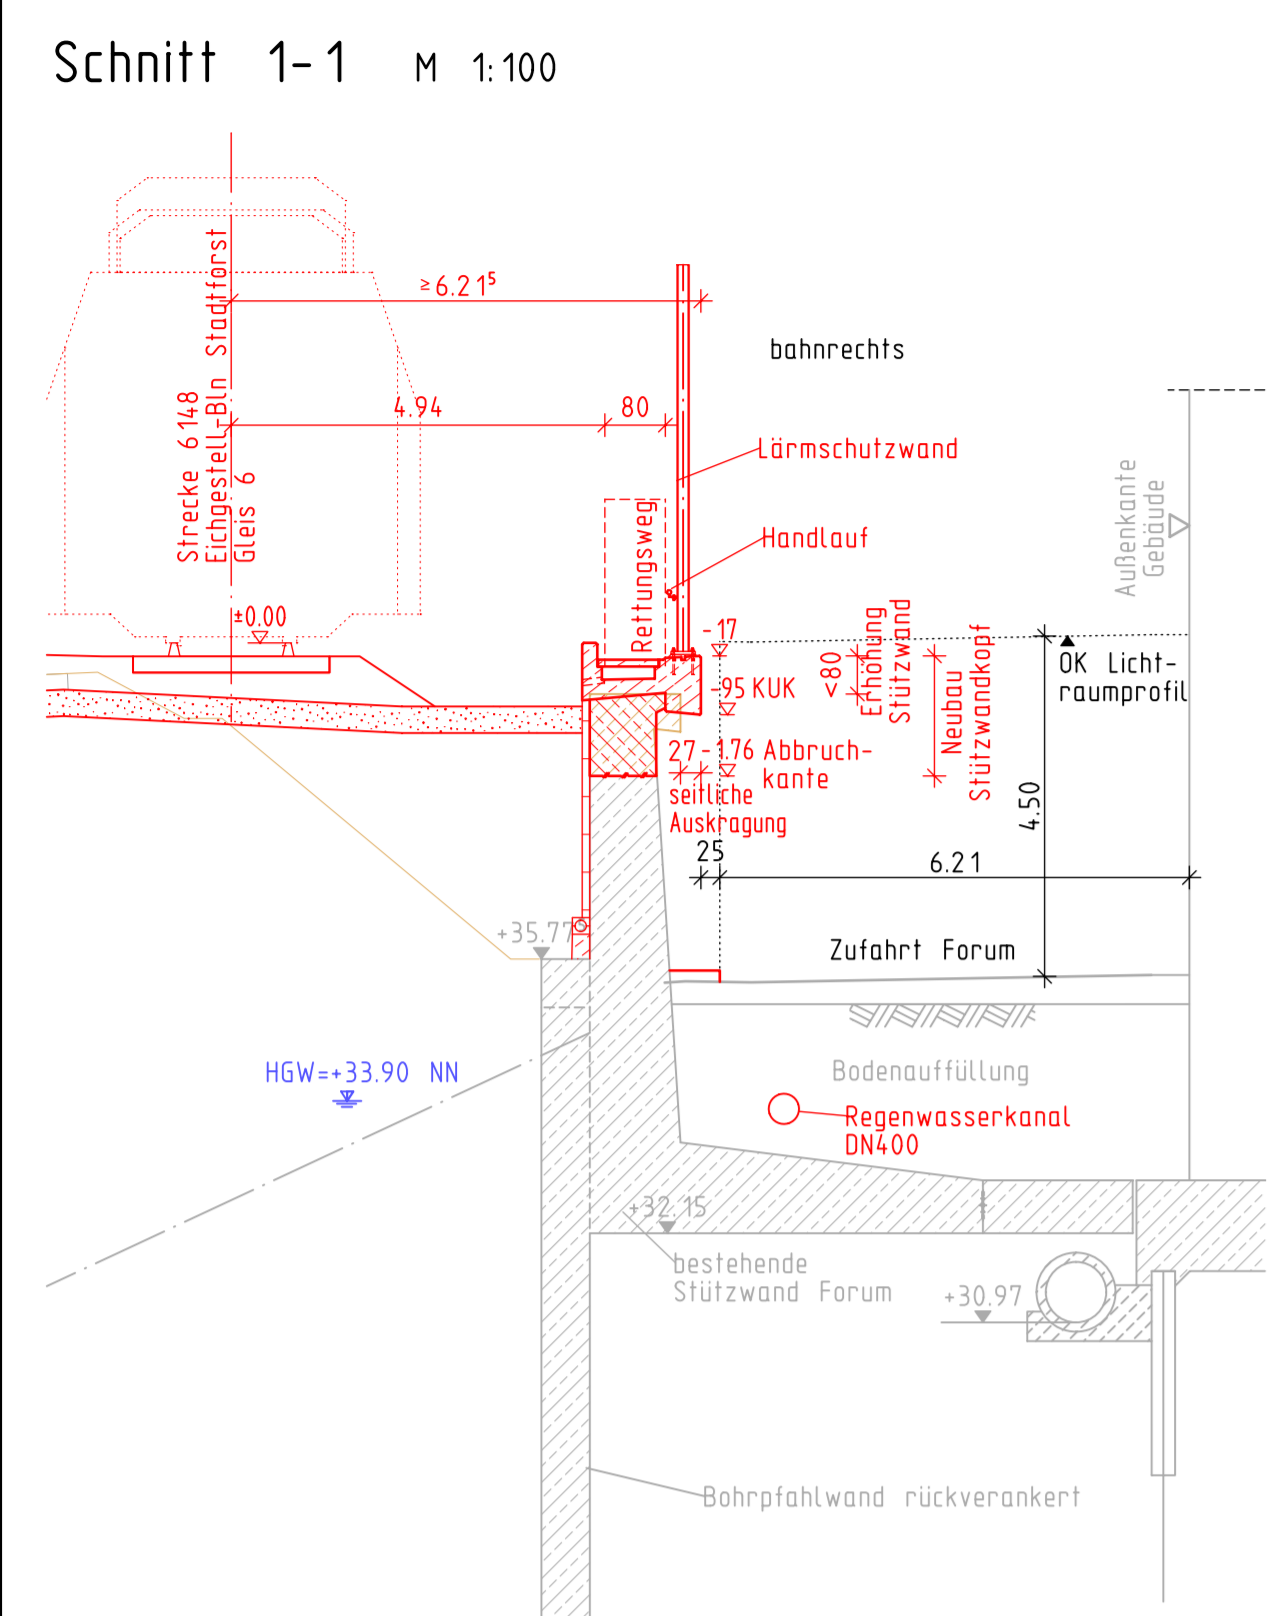 Schnitt 1-1 M 1:100
≥6.21⁵
bahnrechts
4.94
80
Strecke 6148
Eichgestell-Bln Stadtforst
Gleis 6
Lärmschutzwand
Handlauf
Rettungsweg
Außenkante
Gebäude
±0.00
-17
-95 KUK
<80
Erhöhung
Stützwand
Neubau
Stützwandkopf
OK Licht-
raumprofil
27
-1.76 Abbruch-
kante
seitliche
Auskragung
4.50
25
6.21
+35.77
Zufahrt Forum
HGW=+33.90 NN
Bodenauffüllung
Regenwasserkanal
DN400
+32.15
bestehende
Stützwand Forum
+30.97
Bohrpfahlwand rückverankert